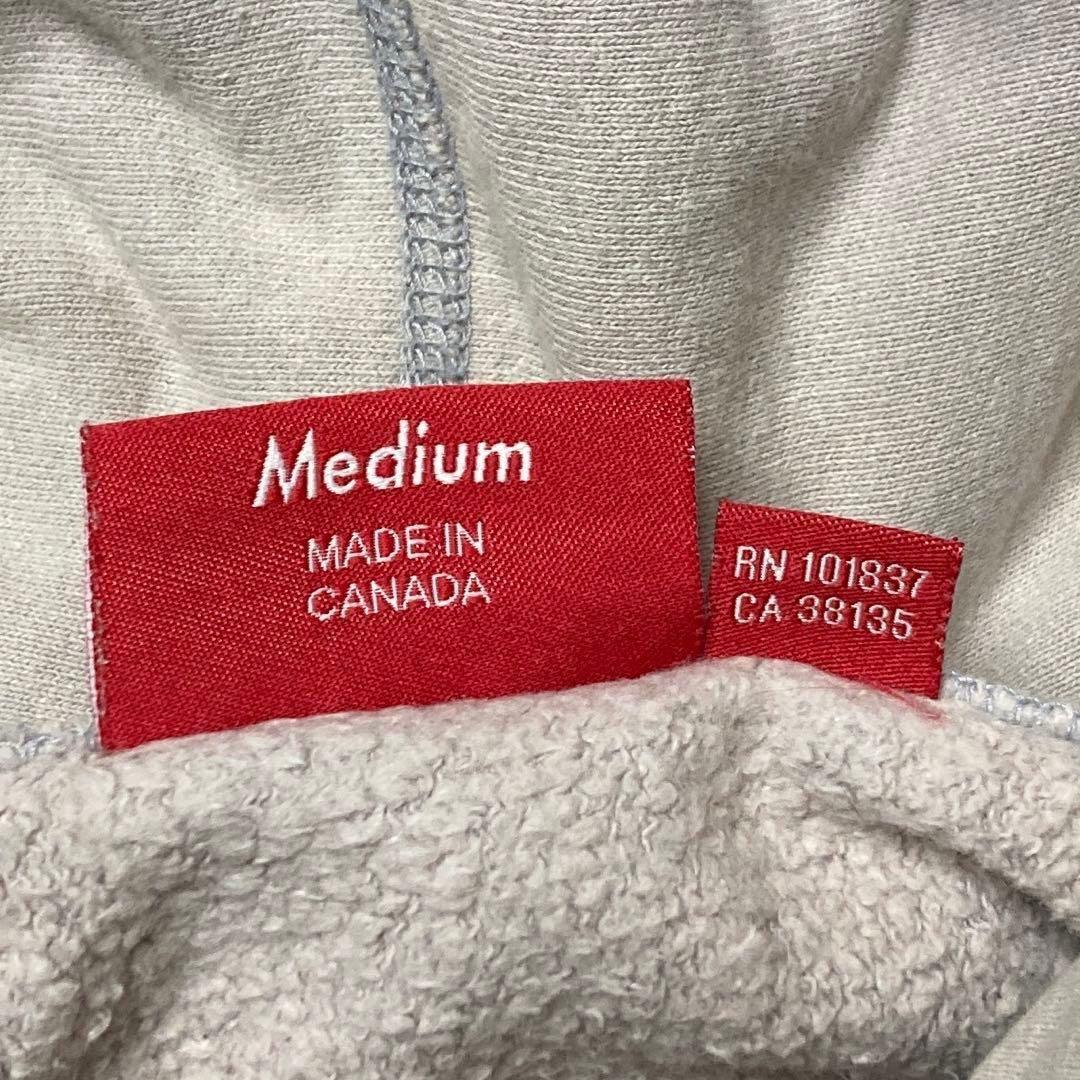 Medium
MADE IN
CANADA
RN 101837
CA 38135